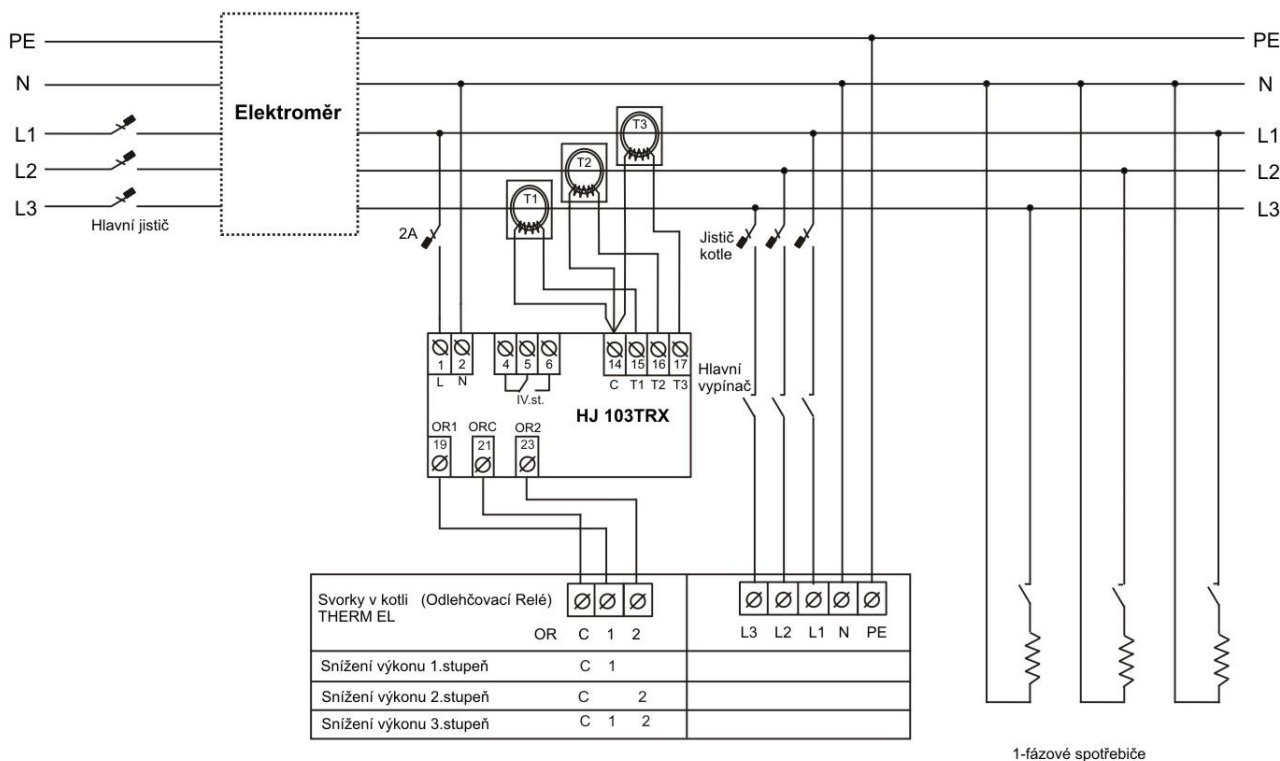 PE
N
L1
L2
L3
Hlavní jistič
Elektroměr
PE
N
L1
L2
L3
T3
T2
T1
2A
Jistič
kotle
1
2
4
5
6
14
15
16
17
L
N
IV.st.
C
T1
T2
T3
HJ 103TRX
Hlavní
vypínač
OR1
ORC
OR2
19
21
23
Svorky v kotli (Odlehčovací Relé)
THERM EL
OR C 1 2
L3 L2 L1 N PE
Snížení výkonu 1.stupeň C 1
Snížení výkonu 2.stupeň C 2
Snížení výkonu 3.stupeň C 1 2
1-fázové spotřebiče